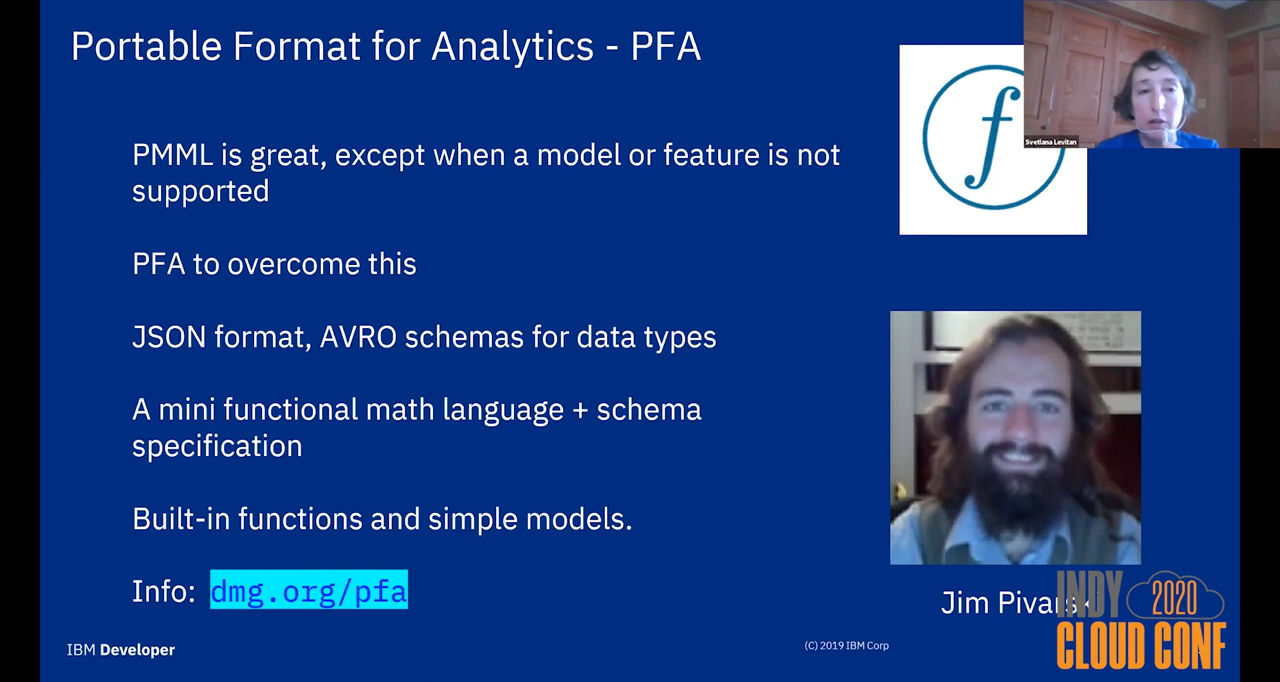 Portable Format for Analytics - PFA
f
Svetlana Levitan
PMML is great, except when a model or feature is not
supported
PFA to overcome this
JSON format, AVRO schemas for data types
A mini functional math language + schema
specification
Built-in functions and simple models.
Info: dmg.org/pfa
Jim
INDY 2020
CLOUD CONF
IBM Developer
(C) 2019 IBM Corp